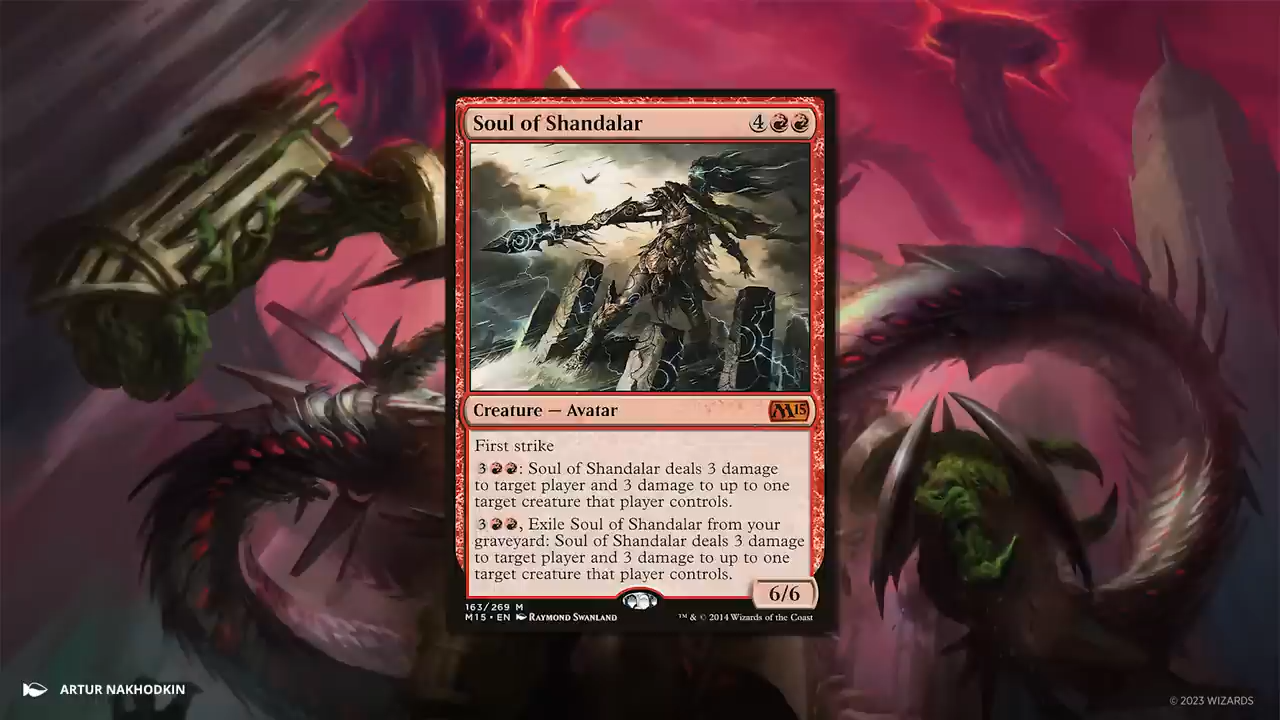 Soul of Shandalar 4
Creature — Avatar M15
First strike
3: Soul of Shandalar deals 3 damage
to target player and 3 damage to up to one
target creature that player controls.
3, Exile Soul of Shandalar from your
graveyard: Soul of Shandalar deals 3 damage
to target player and 3 damage to up to one
target creature that player controls.
6/6
163/269 M
M15 • EN RAYMOND SWANLAND ™ & © 2014 Wizards of the Coast
ARTUR NAKHODKIN
© 2023 WIZARDS